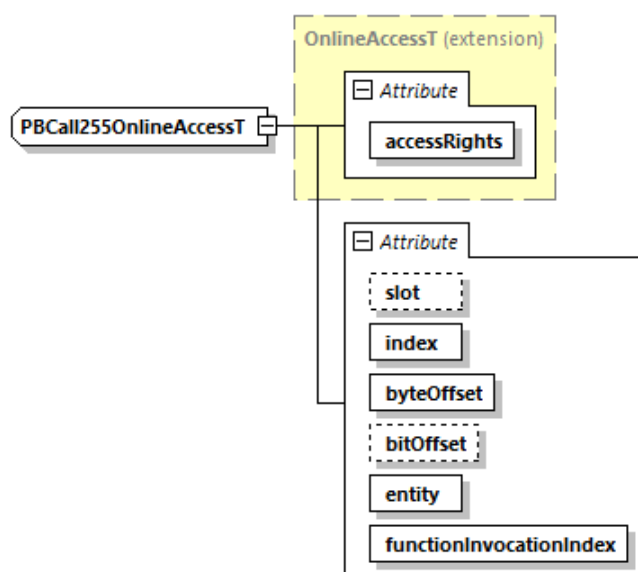 OnlineAccessT (extension)
Attribute
PBCall255OnlineAccessT
accessRights
Attribute
slot
index
byteOffset
bitOffset
entity
functionInvocationIndex